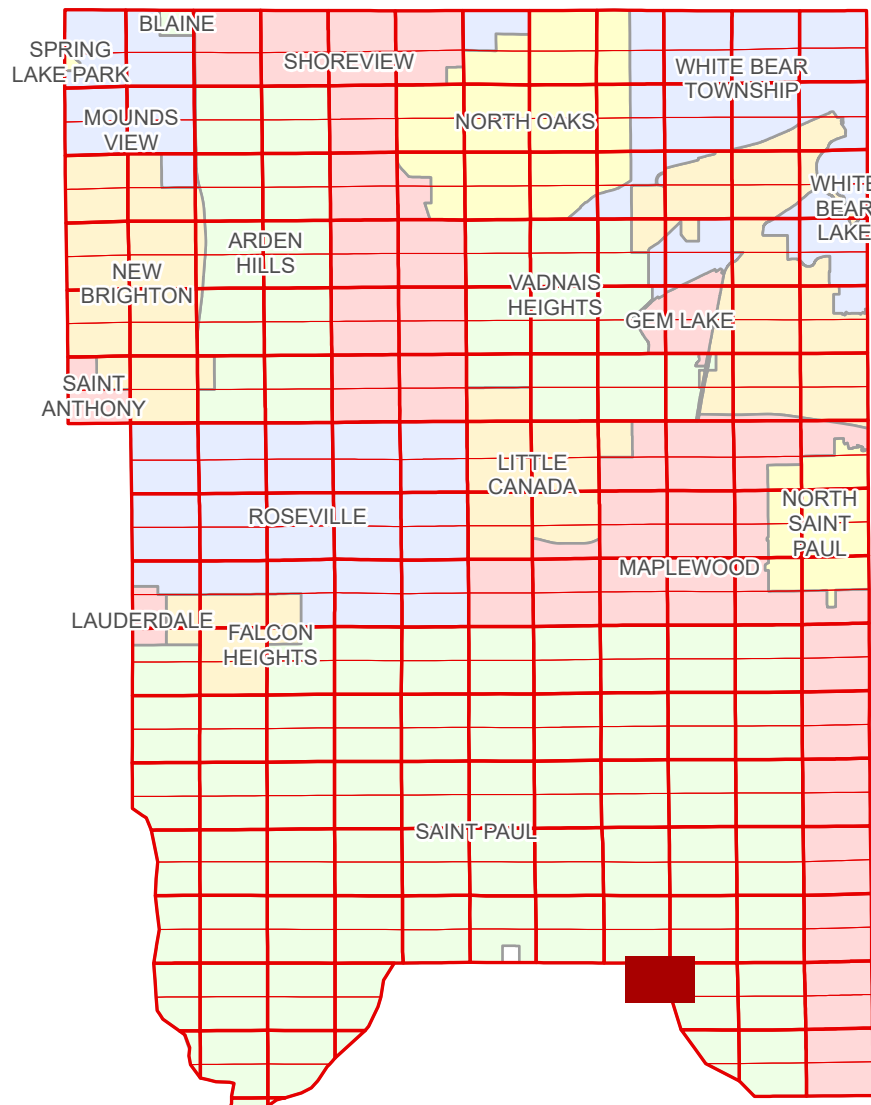 BLAINE
SPRING
LAKE PARK
SHOREVIEW
WHITE BEAR
TOWNSHIP
MOUNDS
VIEW
NORTH OAKS
WHITE
BEAR
LAKE
ARDEN
HILLS
NEW
BRIGHTON
VADNAIS
HEIGHTS
GEM LAKE
SAINT
ANTHONY
LITTLE
CANADA
NORTH
SAINT
PAUL
ROSEVILLE
MAPLEWOOD
LAUDERDALE
FALCON
HEIGHTS
SAINT PAUL